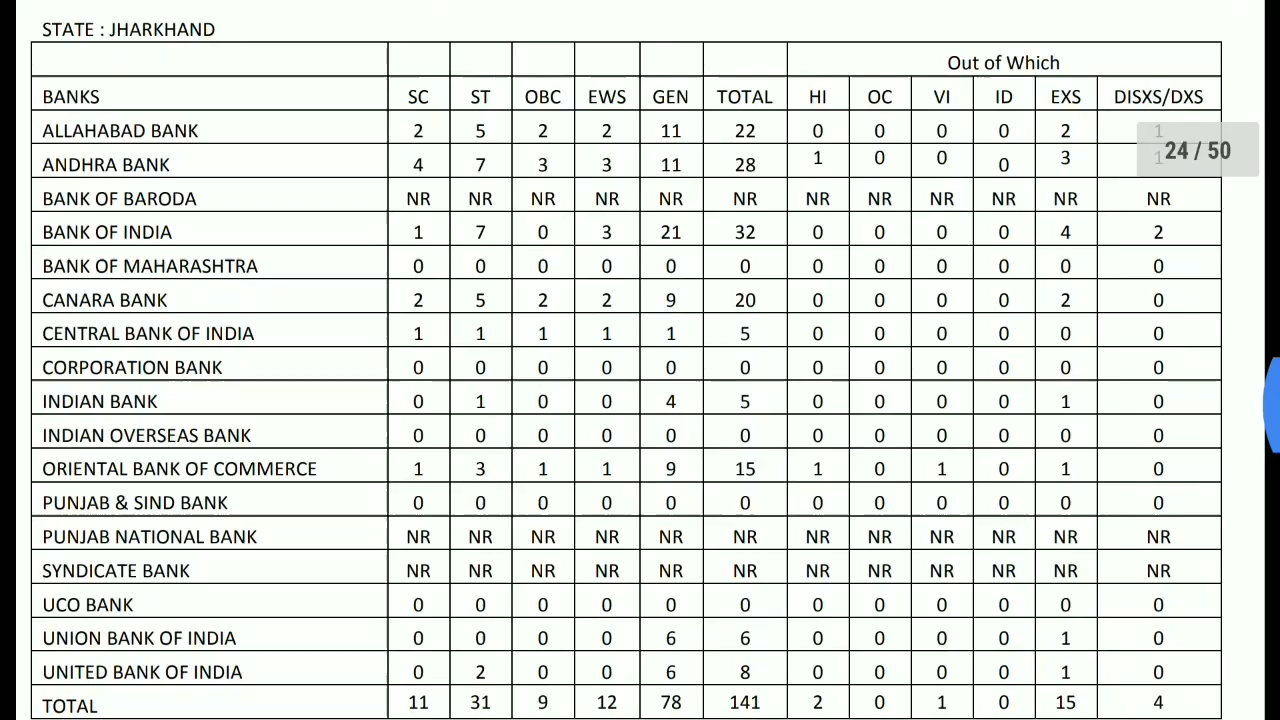 STATE : JHARKHAND
Out of Which
BANKS SC ST OBC EWS GEN TOTAL HI OC VI ID EXS DISXS/DXS
ALLAHABAD BANK 2 5 2 2 11 22 0 0 0 0 2 1
ANDHRA BANK 4 7 3 3 11 28 1 0 0 0 3 1
24 / 50
BANK OF BARODA NR NR NR NR NR NR NR NR NR NR NR NR
BANK OF INDIA 1 7 0 3 21 32 0 0 0 0 4 2
BANK OF MAHARASHTRA 0 0 0 0 0 0 0 0 0 0 0 0
CANARA BANK 2 5 2 2 9 20 0 0 0 0 2 0
CENTRAL BANK OF INDIA 1 1 1 1 1 5 0 0 0 0 0 0
CORPORATION BANK 0 0 0 0 0 0 0 0 0 0 0 0
INDIAN BANK 0 1 0 0 4 5 0 0 0 0 1 0
INDIAN OVERSEAS BANK 0 0 0 0 0 0 0 0 0 0 0 0
ORIENTAL BANK OF COMMERCE 1 3 1 1 9 15 1 0 1 0 1 0
PUNJAB & SIND BANK 0 0 0 0 0 0 0 0 0 0 0 0
PUNJAB NATIONAL BANK NR NR NR NR NR NR NR NR NR NR NR NR
SYNDICATE BANK NR NR NR NR NR NR NR NR NR NR NR NR
UCO BANK 0 0 0 0 0 0 0 0 0 0 0 0
UNION BANK OF INDIA 0 0 0 0 6 6 0 0 0 0 1 0
UNITED BANK OF INDIA 0 2 0 0 6 8 0 0 0 0 1 0
TOTAL 11 31 9 12 78 141 2 0 1 0 15 4